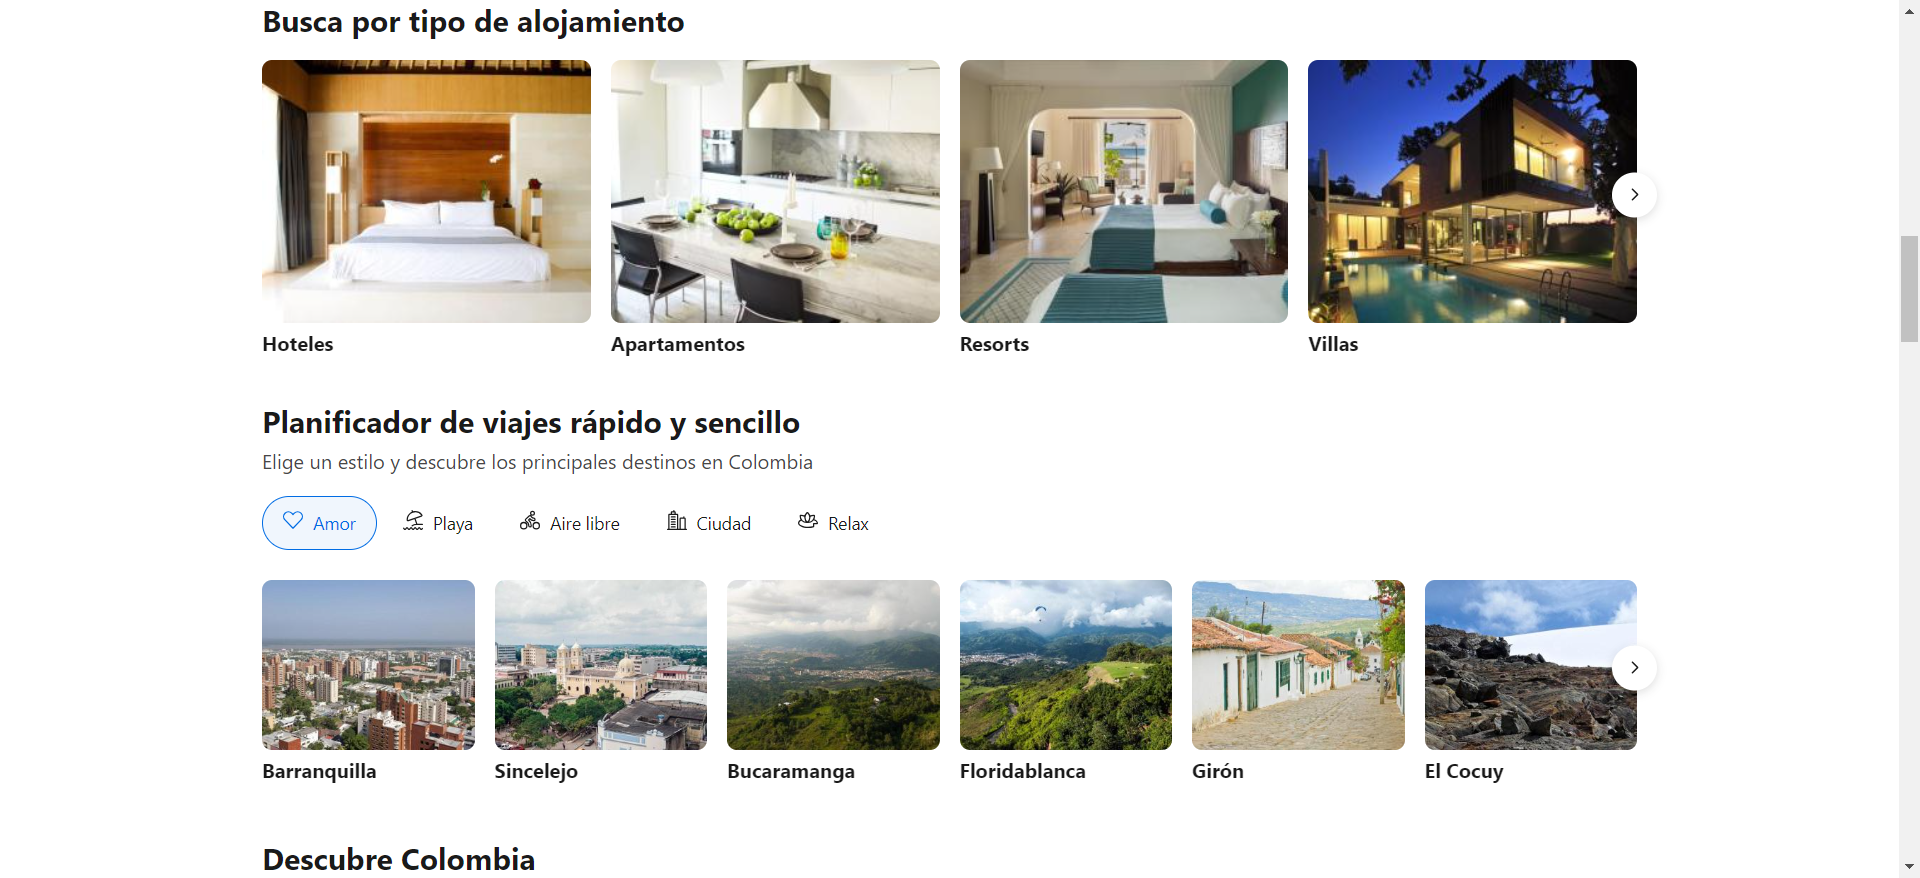 Busca por tipo de alojamiento
Hoteles
Apartamentos
Resorts
Villas
Planificador de viajes rápido y sencillo
Elige un estilo y descubre los principales destinos en Colombia
Amor
Playa
Aire libre
Ciudad
Relax
Barranquilla
Sincelejo
Bucaramanga
Floridablanca
Girón
El Cocuy
Descubre Colombia